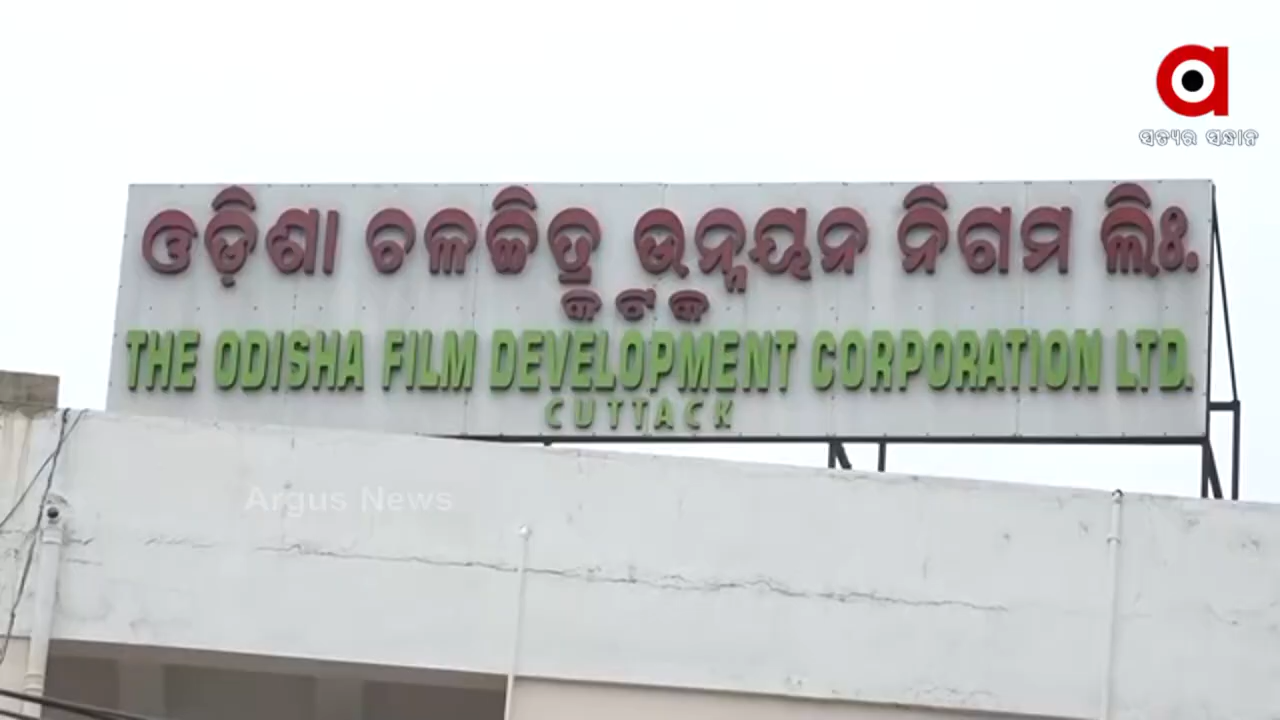 ସତ୍ୟର ସନ୍ଧାନ
ଓଡ଼ିଶା ଚଳଚ୍ଚିତ୍ର ଉନ୍ନୟନ ନିଗମ ଲିଃ.
କଟକ
THE ODISHA FILM DEVELOPMENT CORPORATION LTD.
CUTTACK
Argus News